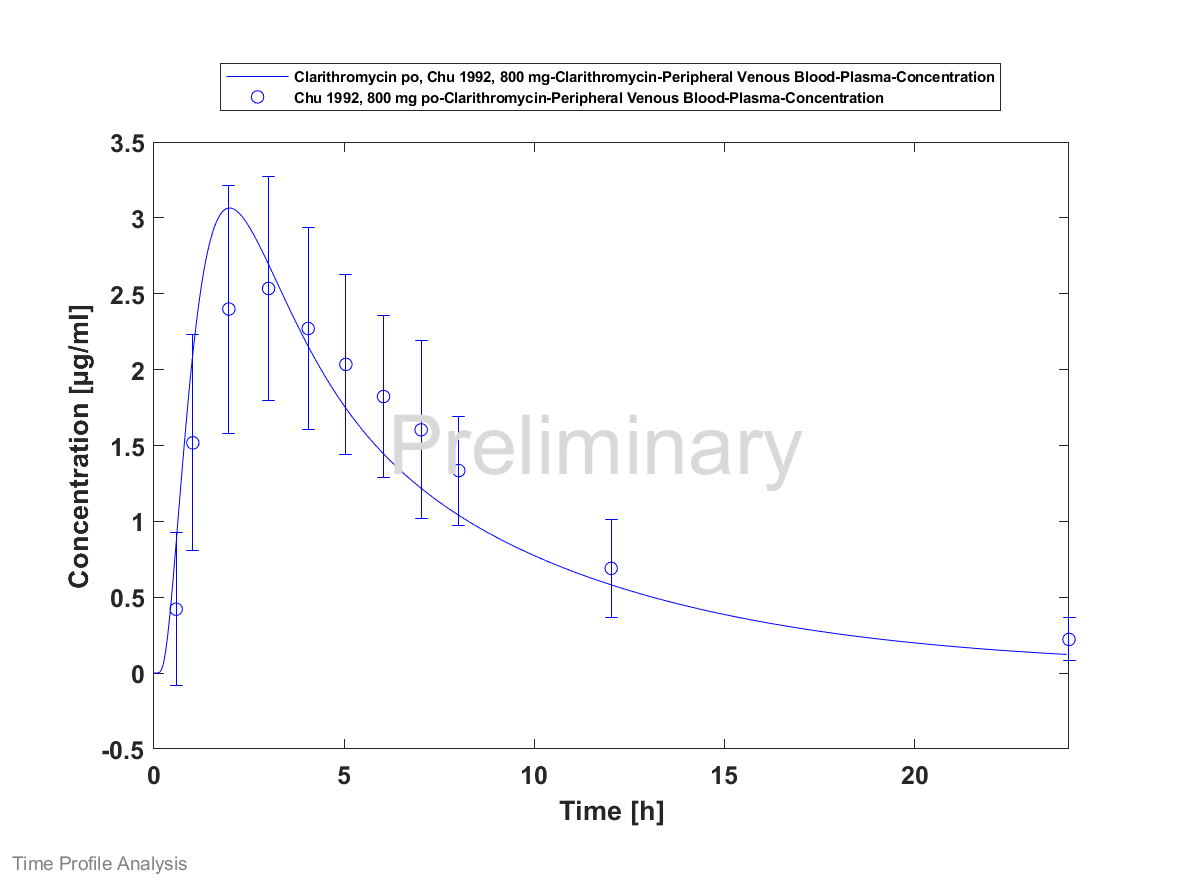 Clarithromycin po, Chu 1992, 800 mg-Clarithromycin-Peripheral Venous Blood-Plasma-Concentration
Chu 1992, 800 mg po-Clarithromycin-Peripheral Venous Blood-Plasma-Concentration
3.5
3
2.5
2
1.5
1
0.5
0
-0.5
Concentration [µg/ml]
Preliminary
0 5 10 15 20
Time [h]
Time Profile Analysis